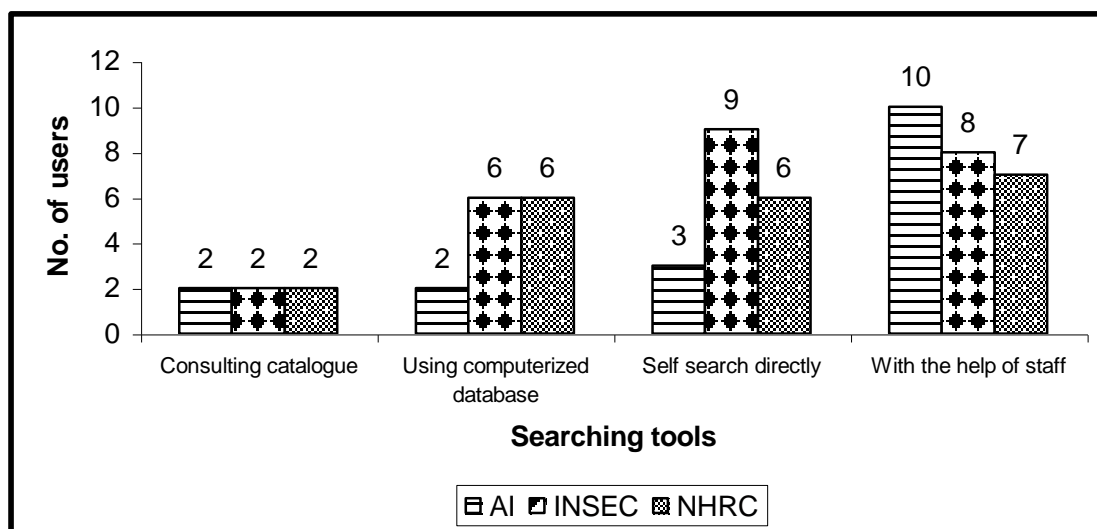 No. of users
12
10
8
6
4
2
0
2 2 2
2 6 6
3 9 6
10 8 7
Consulting catalogue
Using computerized
database
Self search directly
With the help of staff
Searching tools
AI INSEC NHRC